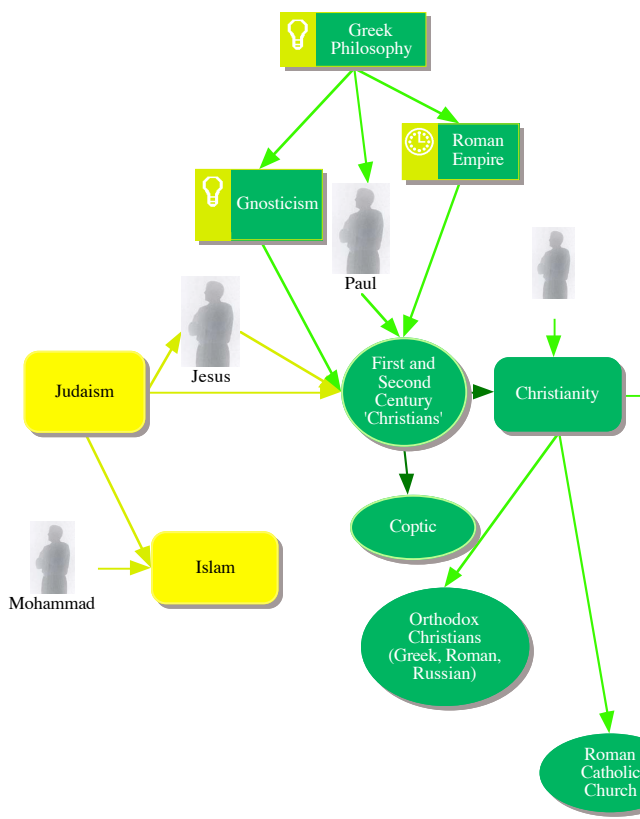 Greek
Philosophy
Roman
Empire
Gnosticism
Paul
Jesus
First and
Second
Century
'Christians'
Judaism
Christianity
Coptic
Islam
Mohammad
Orthodox
Christians
(Greek, Roman,
Russian)
Roman
Catholic
Church